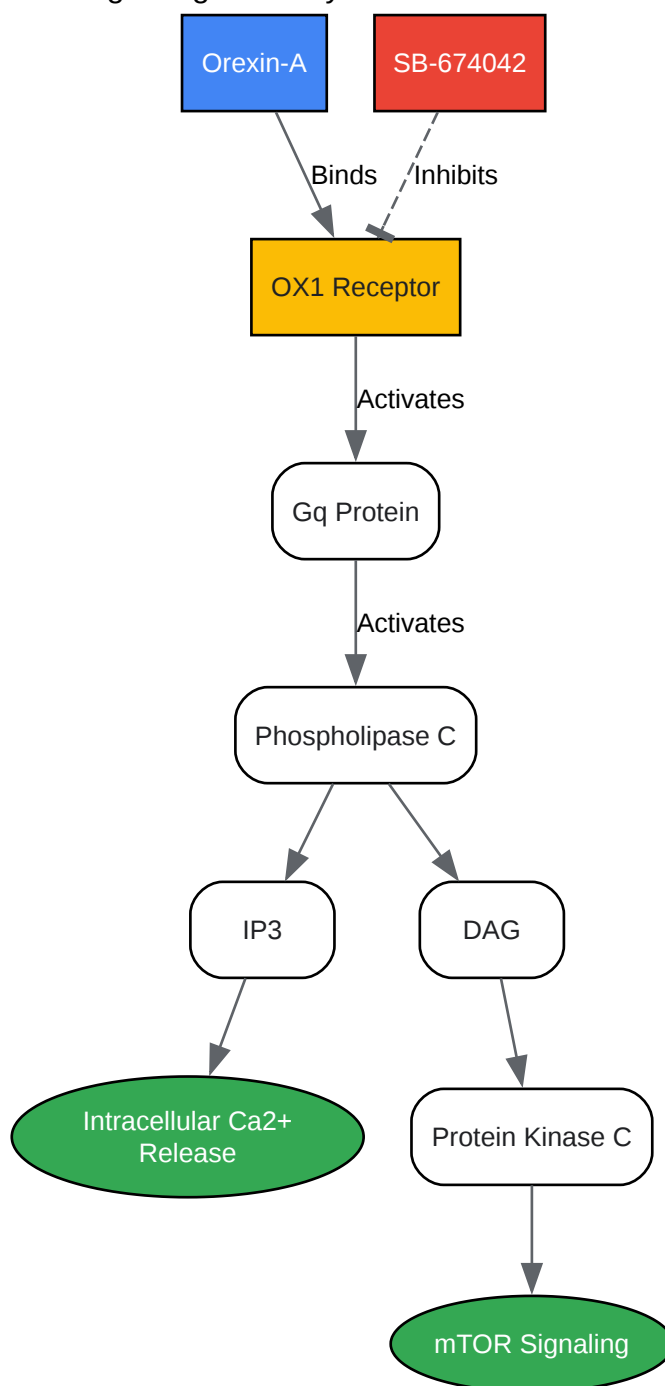 Orexin-A
SB-674042
Binds
Inhibits
OX1 Receptor
Activates
Gq Protein
Activates
Phospholipase C
IP3
DAG
Intracellular Ca2+
Release
Protein Kinase C
mTOR Signaling